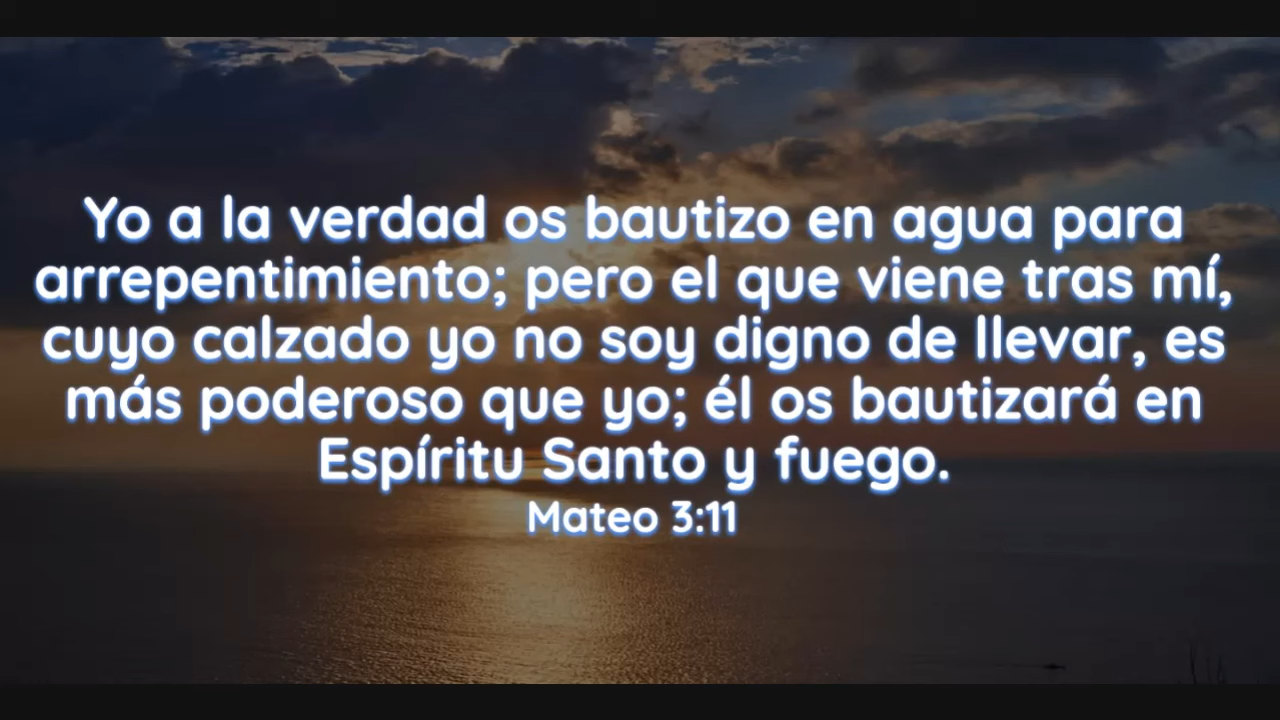 Yo a la verdad os bautizo en agua para
arrepentimiento; pero el que viene tras mí,
cuyo calzado yo no soy digno de llevar, es
más poderoso que yo; él os bautizará en
Espíritu Santo y fuego.
Mateo 3:11